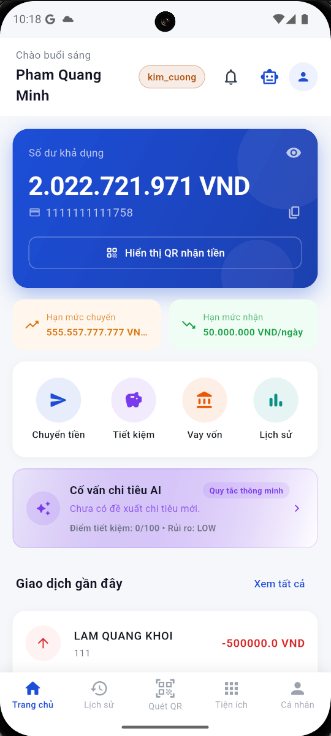 10:18 G
Chào buổi sáng
Pham Quang
Minh
kim_cuong
Số dư khả dụng
2.022.721.971 VND
1111111111758
Hiển thị QR nhận tiền
Hạn mức chuyển
555.557.777.777 VN...
Hạn mức nhận
50.000.000 VND/ngày
Chuyển tiền
Tiết kiệm
Vay vốn
Lịch sử
Cố vấn chi tiêu AI
Quy tắc thông minh
Chưa có đề xuất chi tiêu mới.
Điểm tiết kiệm: 0/100 • Rủi ro: LOW
Giao dịch gần đây
Xem tất cả
LAM QUANG KHOI
-500000.0 VND
111
Trang chủ
Lịch sử
Quét QR
Tiện ích
Cá nhân